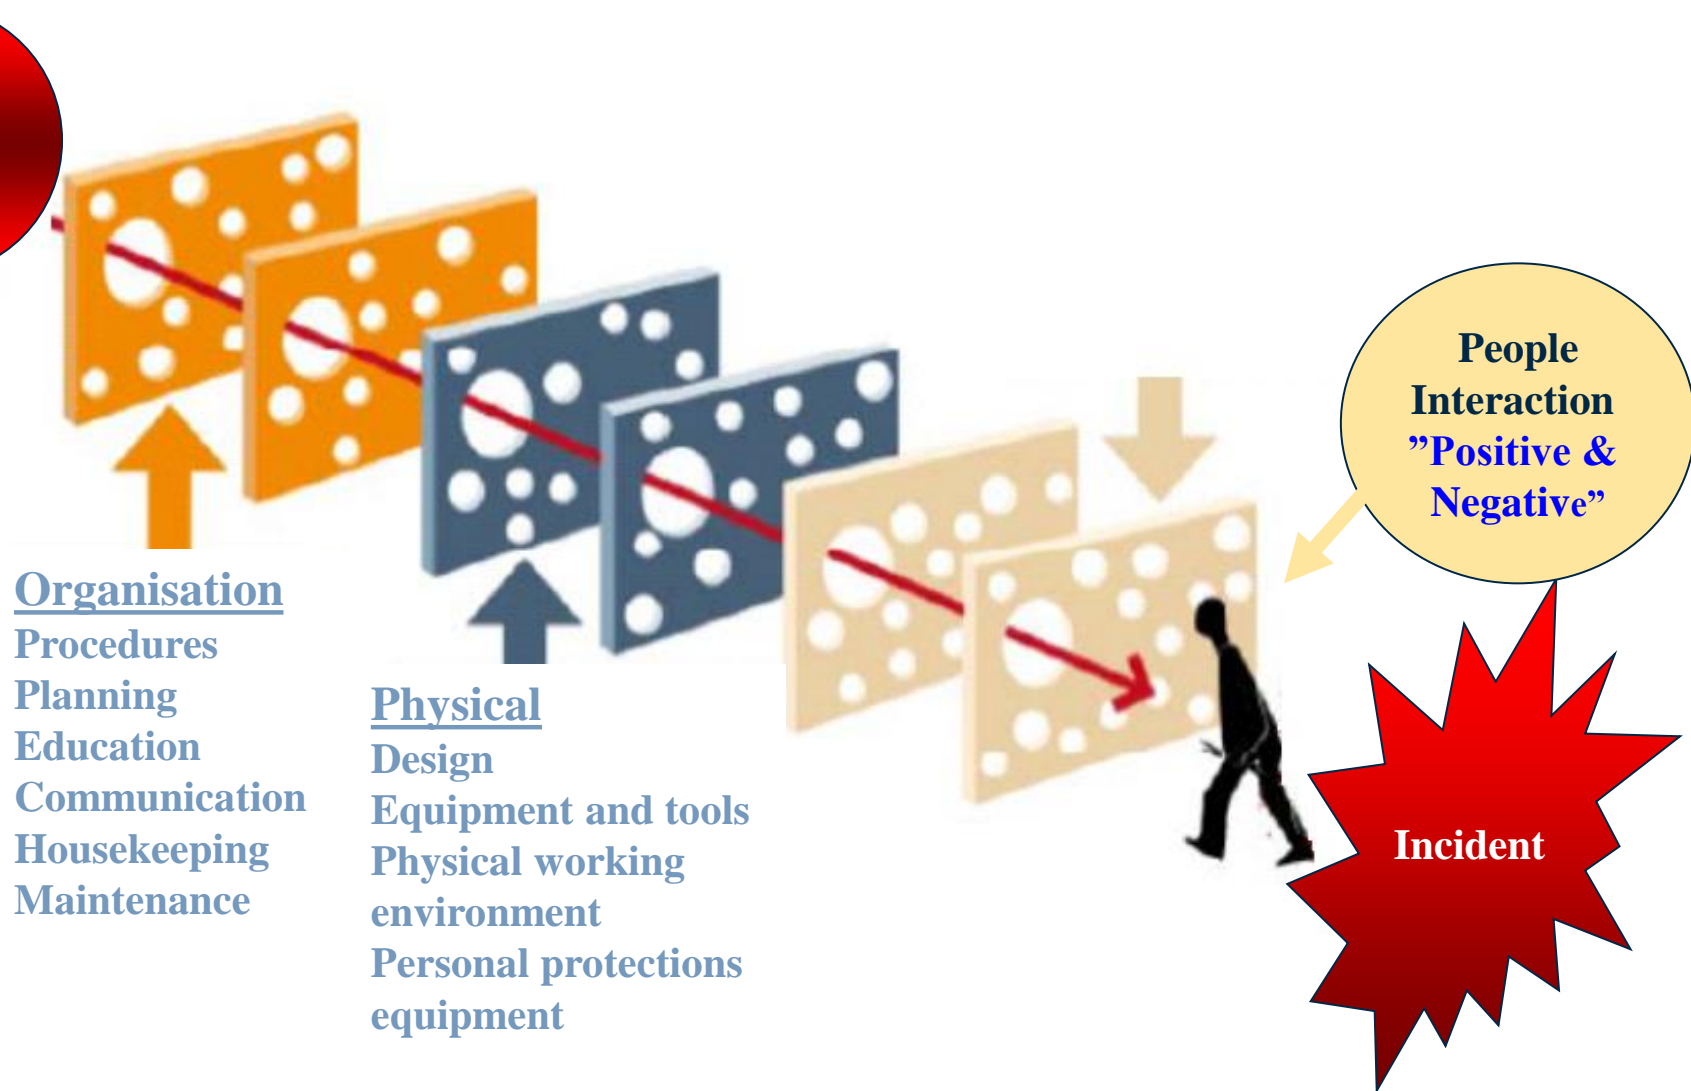 Organisation
Procedures
Planning
Education
Communication
Housekeeping
Maintenance
Physical
Design
Equipment and tools
Physical working
environment
Personal protections
equipment
People
Interaction
”Positive &
Negative”
Incident